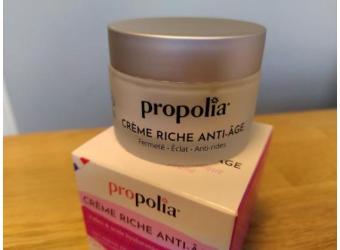 propolia
CRÈME RICHE ANTI-ÂGE
Fermeté - Éclat - Anti-rides
propolia
CRÈME RICHE ANTI-Â